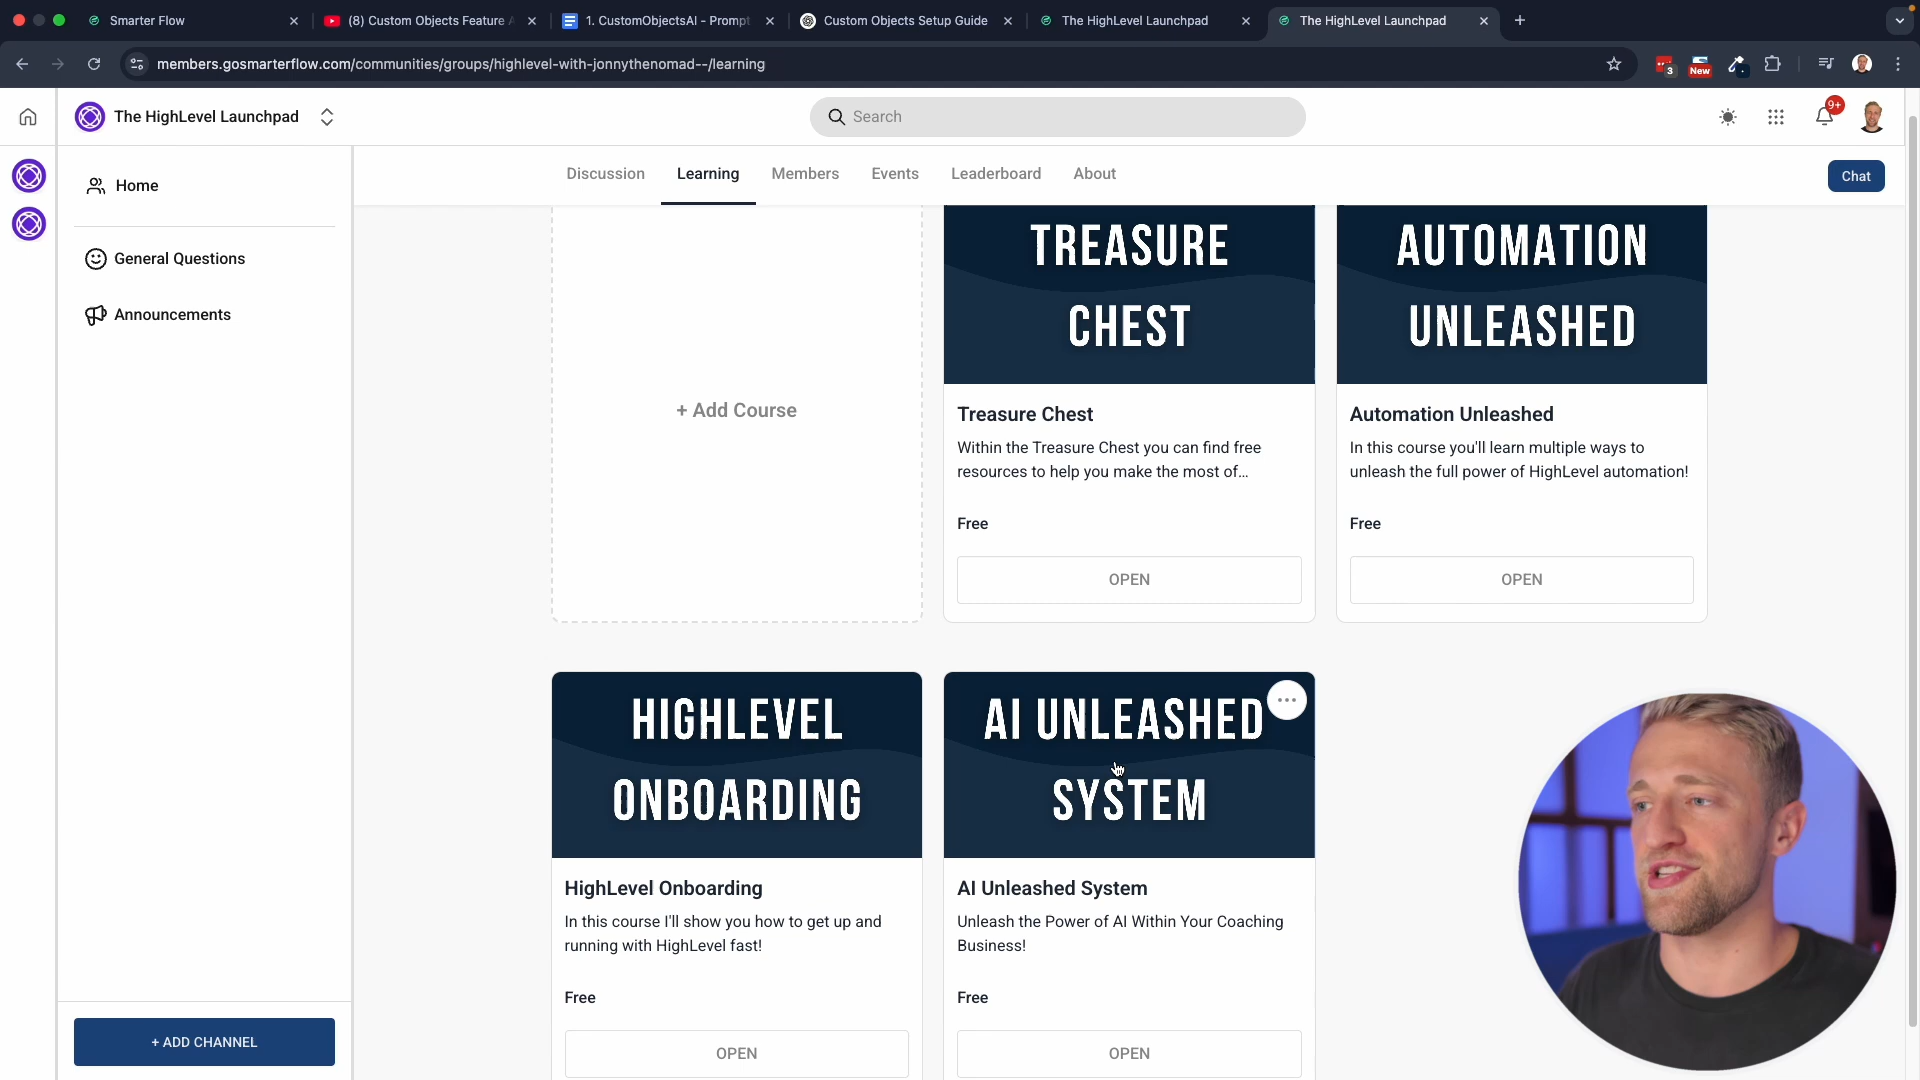 Smarter Flow
(8) Custom Objects Feature
1. CustomObjectsAI - Prompt
Custom Objects Setup Guide
The HighLevel Launchpad
The HighLevel Launchpad
members.gosmarterflow.com/communities/groups/highlevel-with-jonnythenomad--/learning
3
New
The HighLevel Launchpad
Search
9+
Home
General Questions
Announcements
+ ADD CHANNEL
Discussion
Learning
Members
Events
Leaderboard
About
Chat
+ Add Course
TREASURE
CHEST
Treasure Chest
Within the Treasure Chest you can find free
resources to help you make the most of...
Free
OPEN
AUTOMATION
UNLEASHED
Automation Unleashed
In this course you'll learn multiple ways to
unleash the full power of HighLevel automation!
Free
OPEN
HIGHLEVEL
ONBOARDING
HighLevel Onboarding
In this course I'll show you how to get up and
running with HighLevel fast!
Free
OPEN
AI UNLEASHED
SYSTEM
AI Unleashed System
Unleash the Power of AI Within Your Coaching
Business!
Free
OPEN